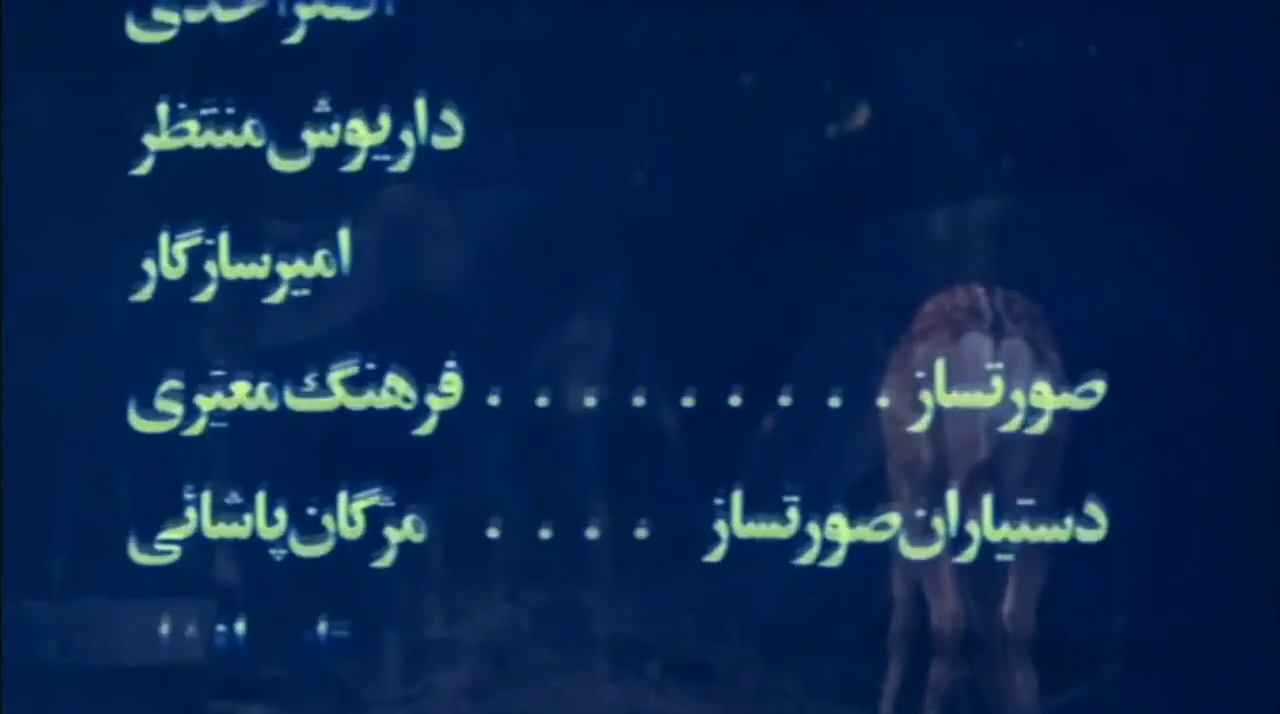 داریوش منتظر
امیر سازگار
صورتساز . . . . . . . . . فرهنگ معیری
دستیاران صورتساز . . . . مژگان پاشائی